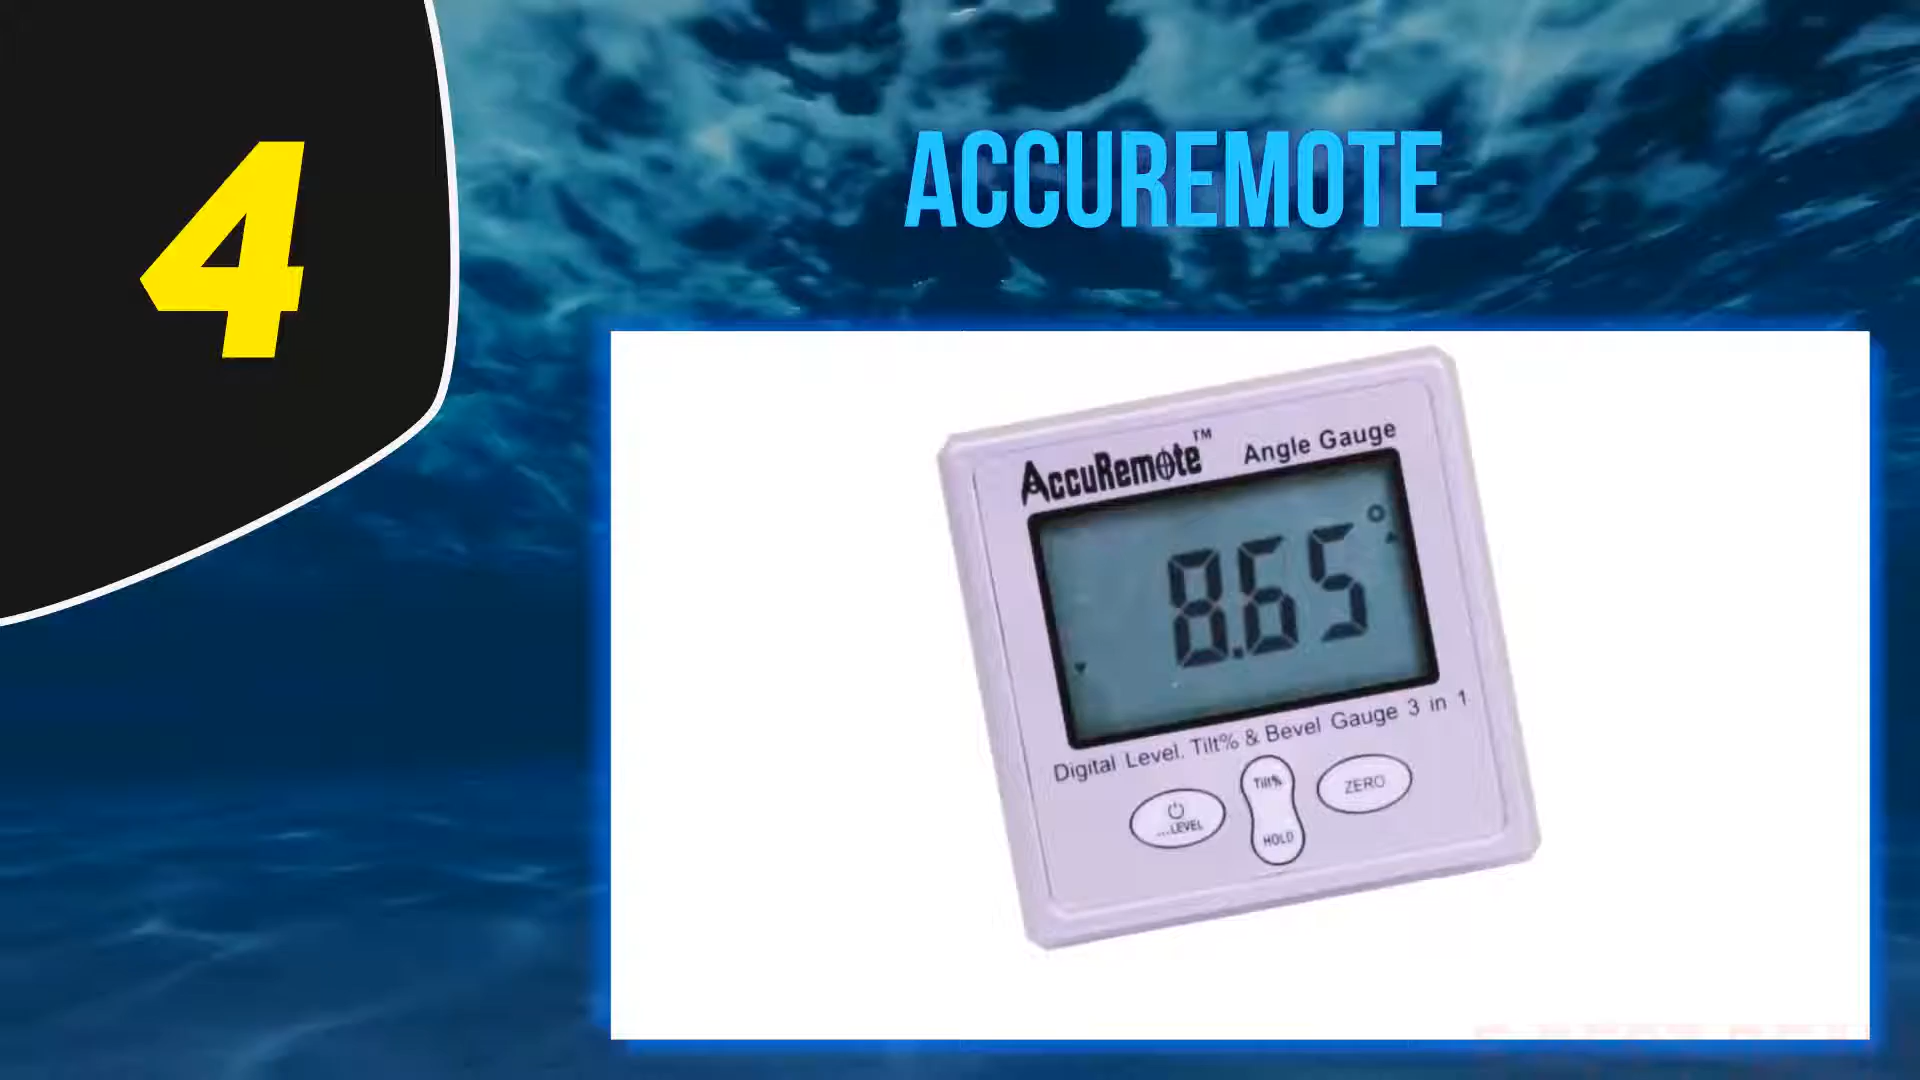 4
ACCUREMOTE
AccuRemote™ Angle Gauge
8.65°
Digital Level. Tilt% & Bevel Gauge 3 in 1
Tilt%
ZERO
...LEVEL
HOLD